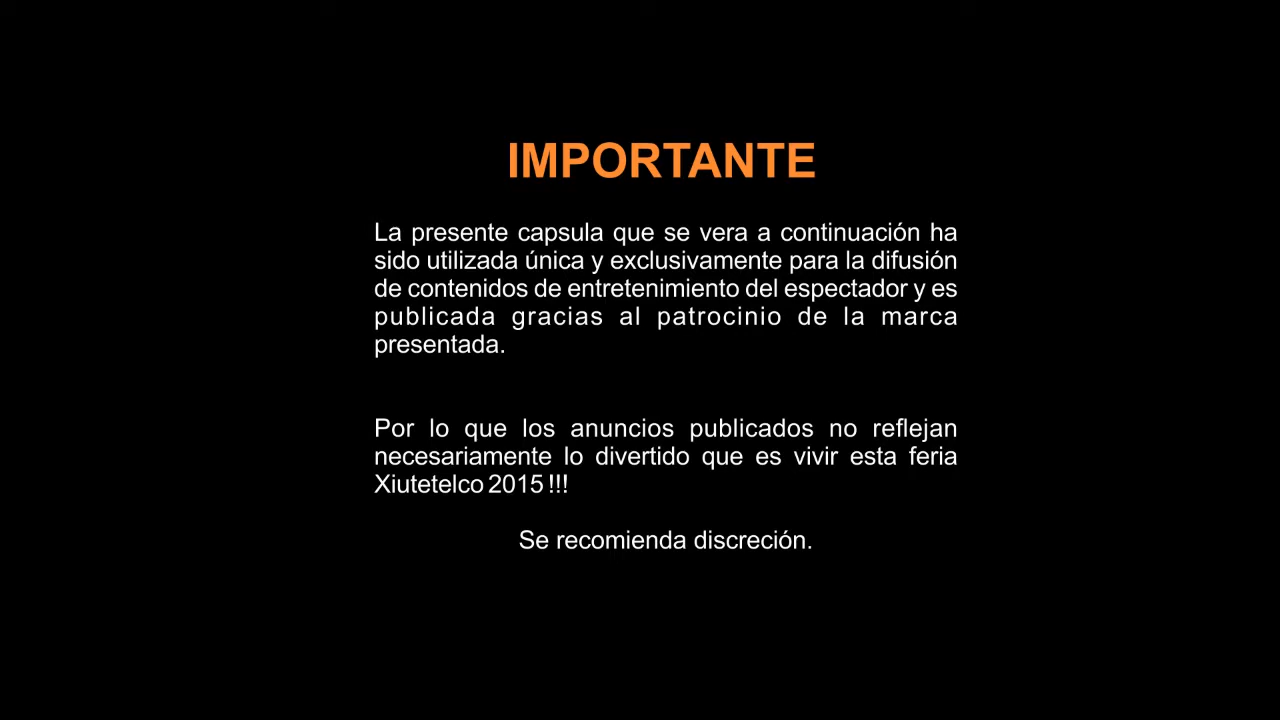 IMPORTANTE
La presente capsula que se vera a continuación ha
sido utilizada única y exclusivamente para la difusión
de contenidos de entretenimiento del espectador y es
publicada gracias al patrocinio de la marca
presentada.
Por lo que los anuncios publicados no reflejan
necesariamente lo divertido que es vivir esta feria
Xiutetelco 2015 !!!
Se recomienda discreción.